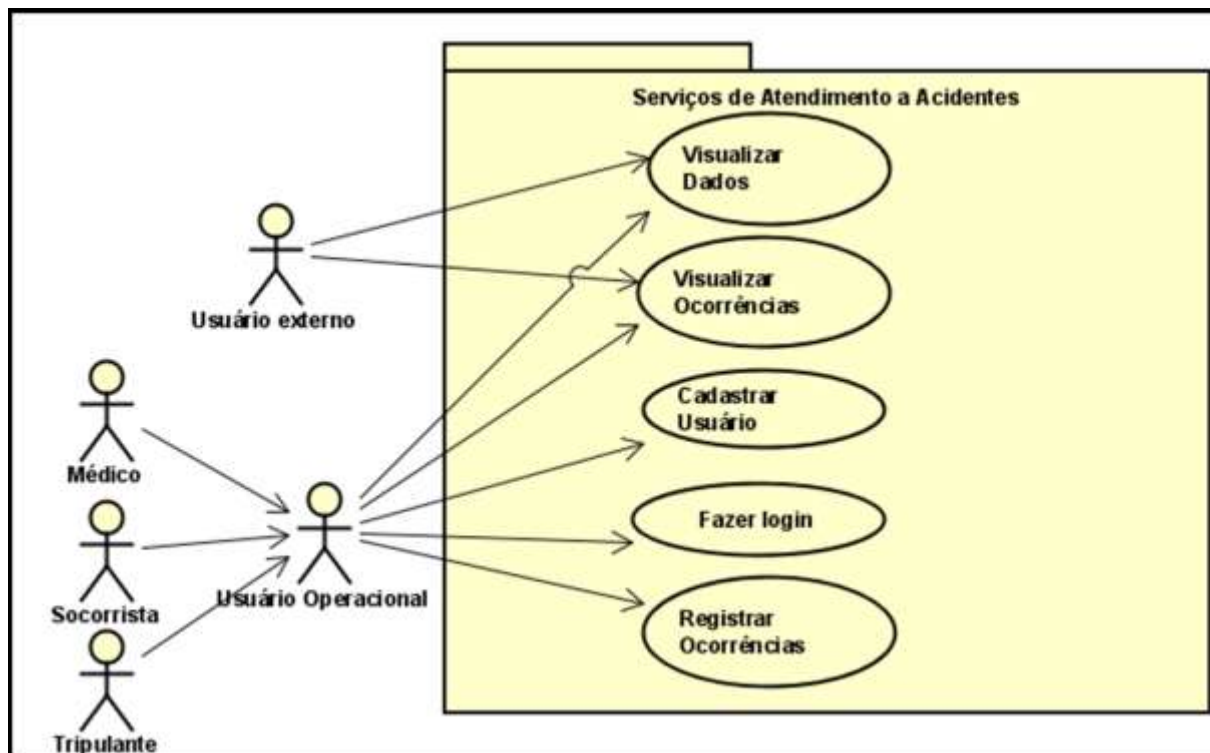 Serviços de Atendimento a Acidentes
Visualizar
Dados
Usuário externo
Visualizar
Ocorrências
Cadastrar
Usuário
Médico
Fazer login
Socorrista
Usuário Operacional
Registrar
Ocorrências
Tripulante